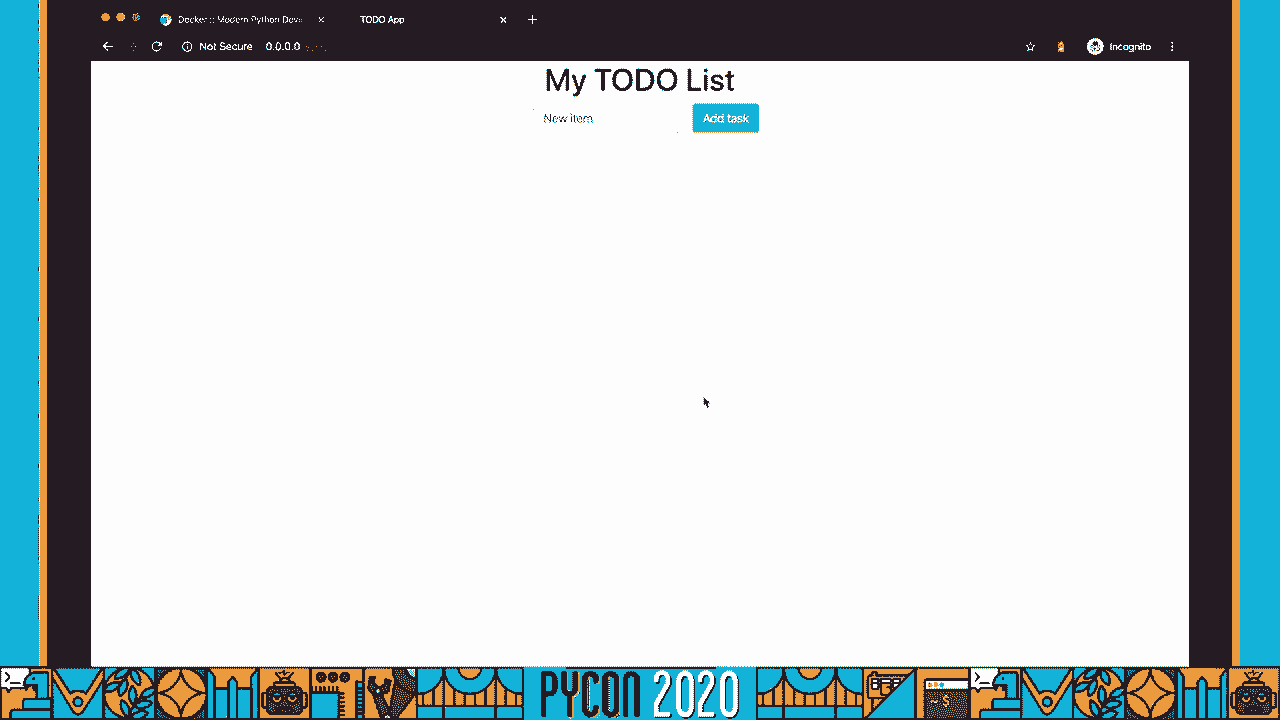 Docker :: Modern Python Deve
TODO App
Not Secure 0.0.0.0
Incognito
My TODO List
New item
Add task
PYCON 2020